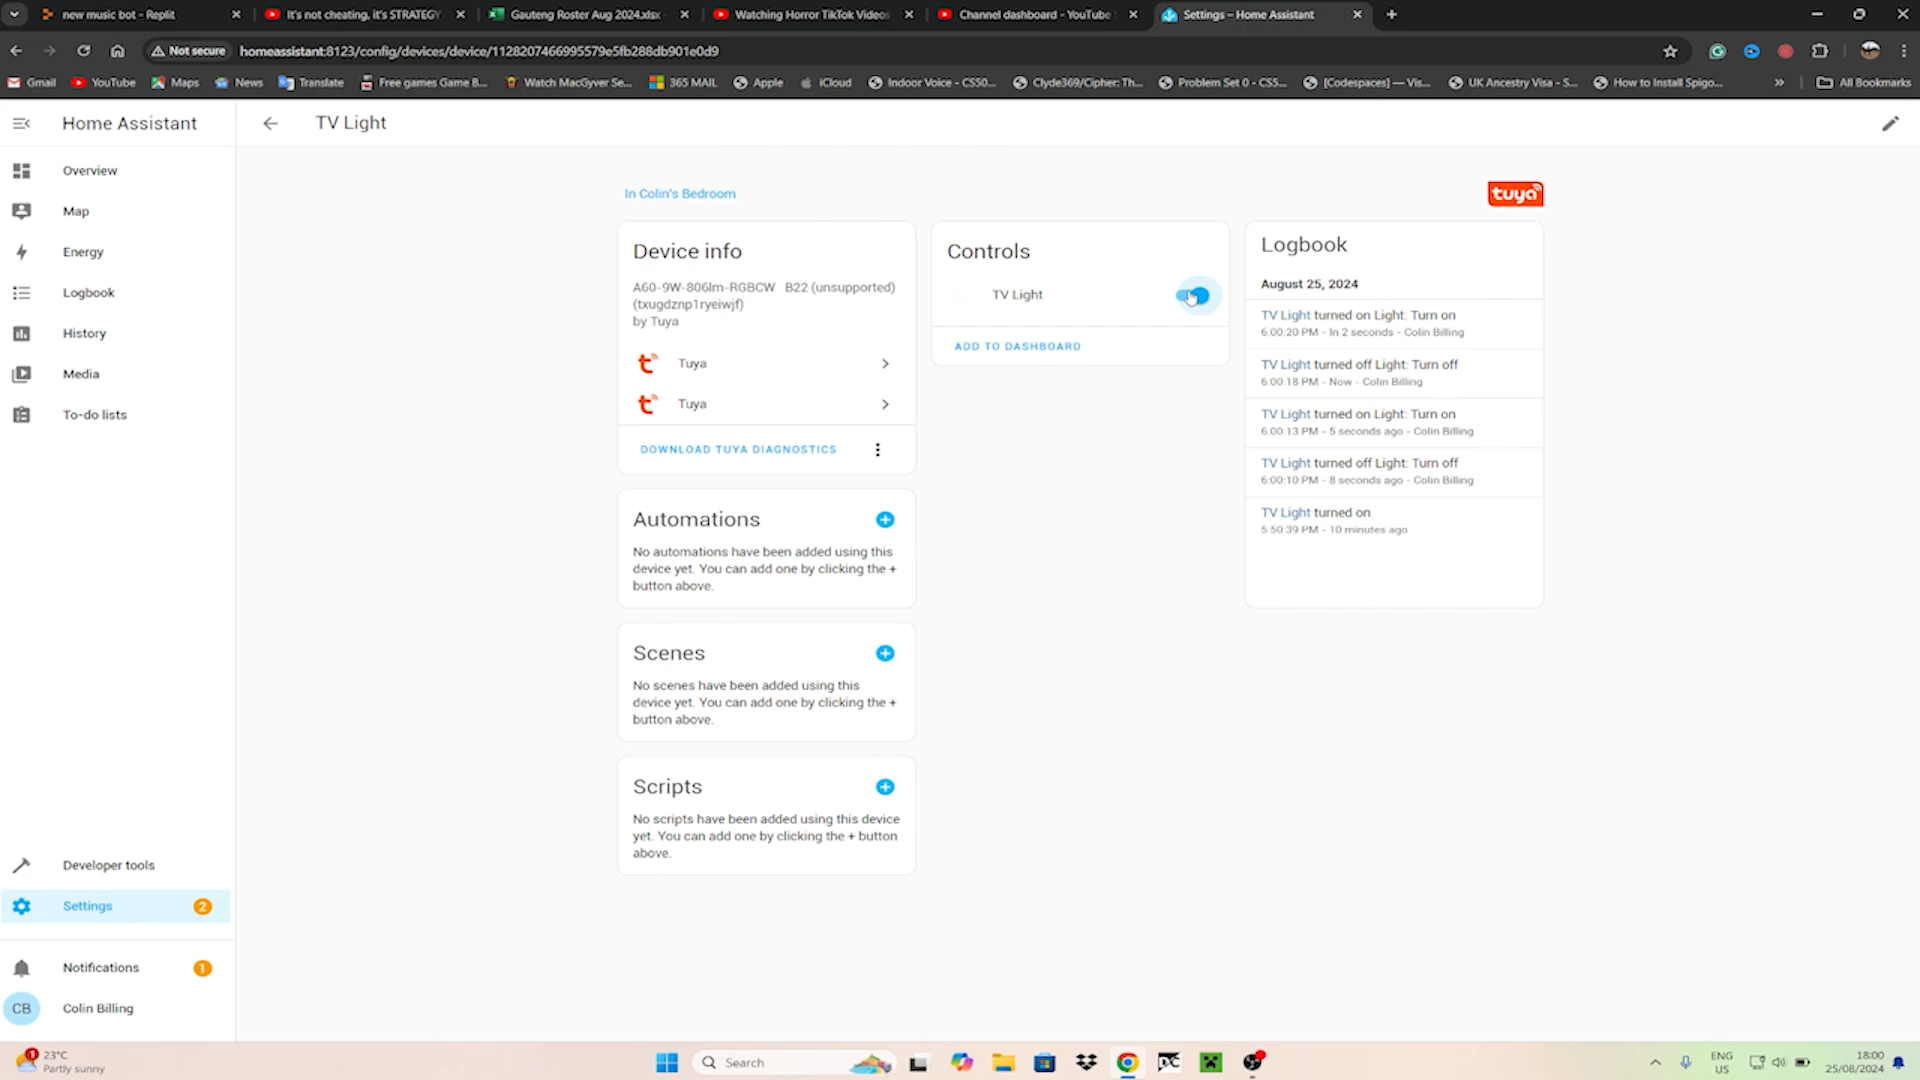 new music bot - Replit
It's not cheating, it's STRATEGY
Gauteng Roster Aug 2024.xlsx
Watching Horror TikTok Videos
Channel dashboard - YouTube
Settings – Home Assistant
Not secure
homeassistant:8123/config/devices/device/1128207466995579e5fb288db901e0d9
Gmail
YouTube
Maps
News
Translate
Free games Game B...
Watch MacGyver Se...
365 MAIL
Apple
iCloud
Indoor Voice - CS50...
Clyde369/Cipher: Th...
Problem Set 0 - CS5...
[Codespaces] — Vis...
UK Ancestry Visa - S...
How to Install Spigo...
»
All Bookmarks
Home Assistant
TV Light
Overview
Map
Energy
Logbook
History
Media
To-do lists
Developer tools
Settings
2
Notifications
1
CB
Colin Billing
In Colin's Bedroom
tuya
Device info
A60-9W-806lm-RGBCW B22 (unsupported)
(txugdznp1ryeiwjf)
by Tuya
Tuya
Tuya
DOWNLOAD TUYA DIAGNOSTICS
Automations
No automations have been added using this
device yet. You can add one by clicking the +
button above.
Scenes
No scenes have been added using this
device yet. You can add one by clicking the +
button above.
Scripts
No scripts have been added using this device
yet. You can add one by clicking the + button
above.
Controls
TV Light
ADD TO DASHBOARD
Logbook
August 25, 2024
TV Light turned on Light: Turn on
6:00:20 PM - In 2 seconds - Colin Billing
TV Light turned off Light: Turn off
6:00:18 PM - Now - Colin Billing
TV Light turned on Light: Turn on
6:00:13 PM - 5 seconds ago - Colin Billing
TV Light turned off Light: Turn off
6:00:10 PM - 8 seconds ago - Colin Billing
TV Light turned on
5:50:39 PM - 10 minutes ago
1
23°C
Partly sunny
Search
ENG
US
18:00
25/08/2024